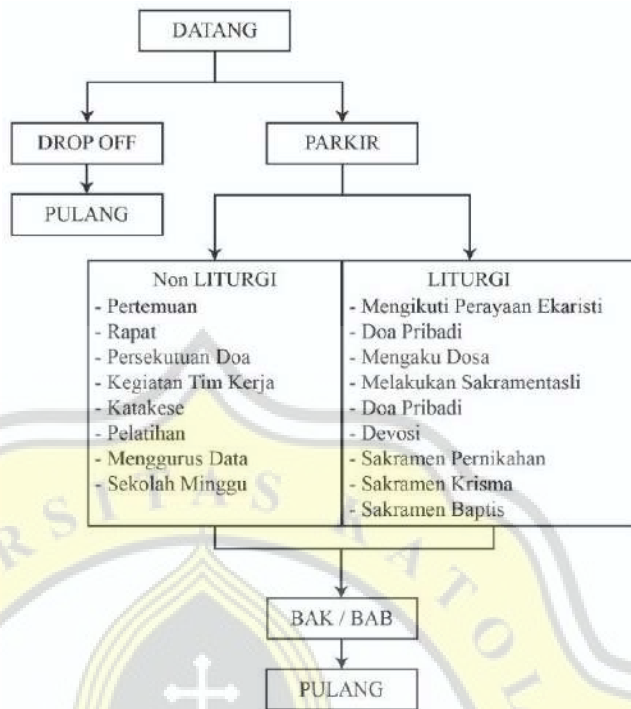 DATANG
DROP OFF
PARKIR
PULANG
Non LITURGI
- Pertemuan
- Rapat
- Persekutuan Doa
- Kegiatan Tim Kerja
- Katakese
- Pelatihan
- Menggurus Data
- Sekolah Minggu
LITURGI
- Mengikuti Perayaan Ekaristi
- Doa Pribadi
- Mengaku Dosa
- Melakukan Sakramentasli
- Doa Pribadi
- Devosi
- Sakramen Pernikahan
- Sakramen Krisma
- Sakramen Baptis
BAK / BAB
PULANG
RSITAS KATOL